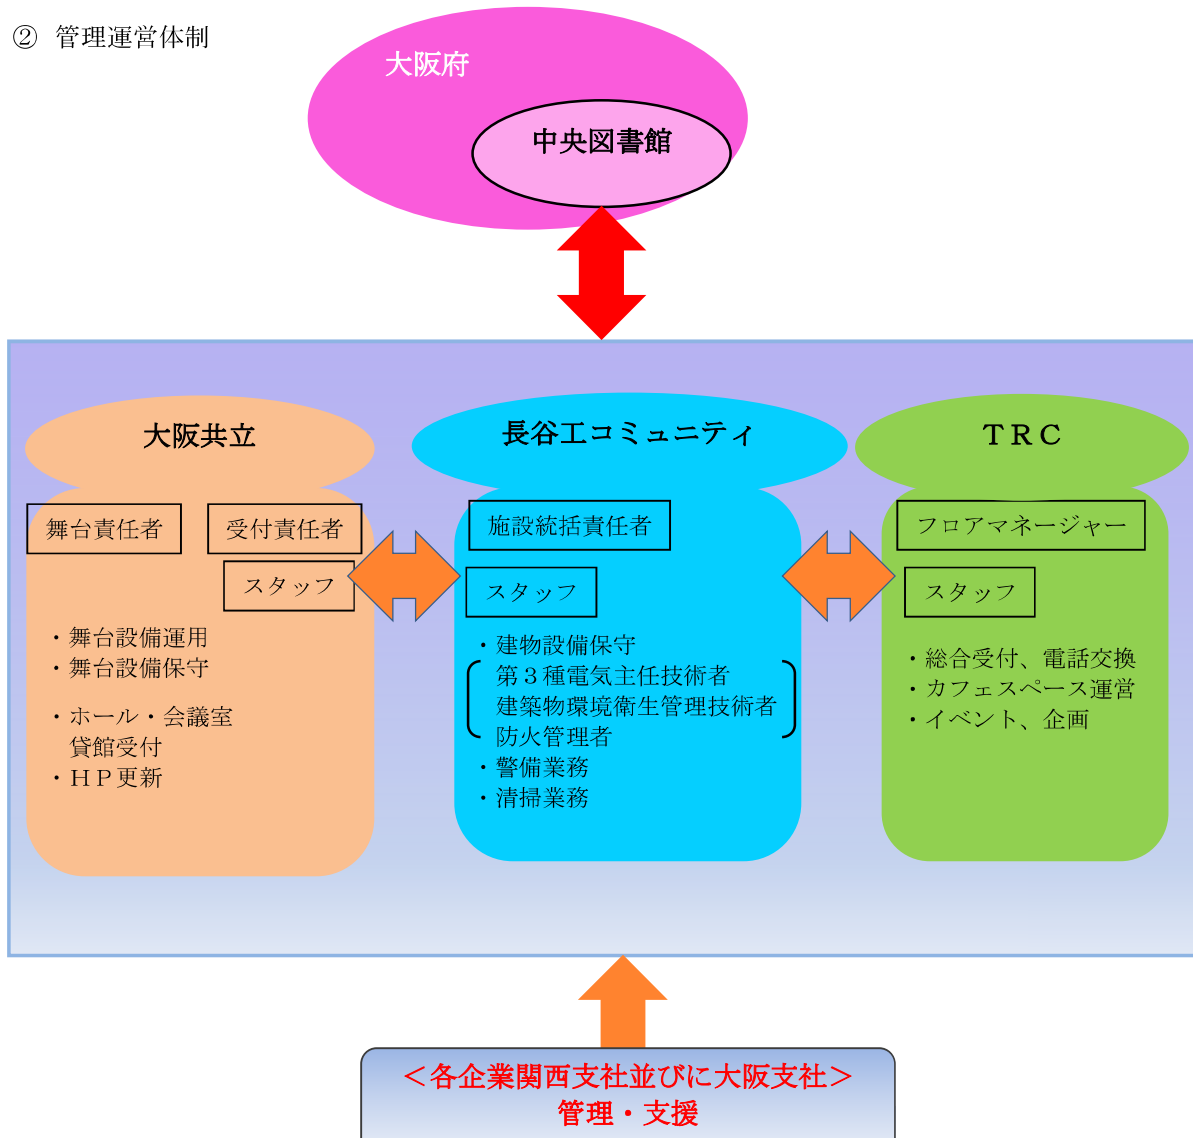 ② 管理運営体制
大阪府
中央図書館
大阪共立
舞台責任者
受付責任者
スタッフ
・舞台設備運用
・舞台設備保守
・ホール・会議室
貸館受付
・ＨＰ更新
長谷工コミュニティ
施設統括責任者
スタッフ
・建物設備保守
第３種電気主任技術者
建築物環境衛生管理技術者
防火管理者
・警備業務
・清掃業務
ＴＲＣ
フロアマネージャー
スタッフ
・総合受付、電話交換
・カフェスペース運営
・イベント、企画
＜各企業関西支社並びに大阪支社＞
管理・支援